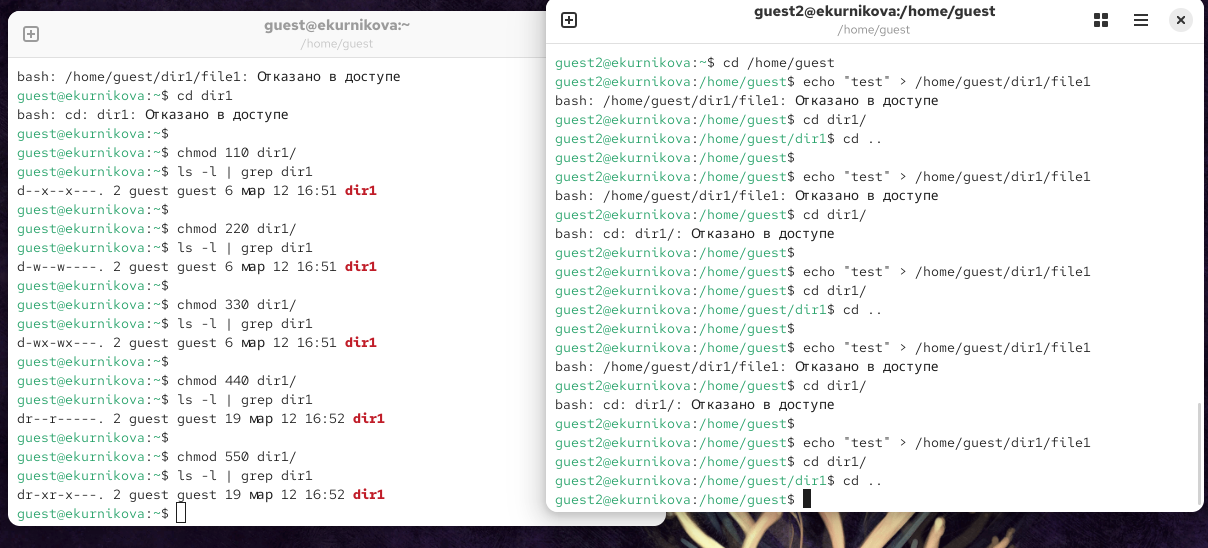 guest@ekurnikova:~
/home/guest
bash: /home/guest/dir1/file1: Отказано в доступе
guest@ekurnikova:~$ cd dir1
bash: cd: dir1: Отказано в доступе
guest@ekurnikova:~$
guest@ekurnikova:~$ chmod 110 dir1/
guest@ekurnikova:~$ ls -l | grep dir1
d--x--x---. 2 guest guest 6 мар 12 16:51 dir1
guest@ekurnikova:~$
guest@ekurnikova:~$ chmod 220 dir1/
guest@ekurnikova:~$ ls -l | grep dir1
d-w--w----. 2 guest guest 6 мар 12 16:51 dir1
guest@ekurnikova:~$
guest@ekurnikova:~$ chmod 330 dir1/
guest@ekurnikova:~$ ls -l | grep dir1
d-wx-wx---. 2 guest guest 6 мар 12 16:51 dir1
guest@ekurnikova:~$
guest@ekurnikova:~$ chmod 440 dir1/
guest@ekurnikova:~$ ls -l | grep dir1
dr--r-----. 2 guest guest 19 мар 12 16:52 dir1
guest@ekurnikova:~$
guest@ekurnikova:~$ chmod 550 dir1/
guest@ekurnikova:~$ ls -l | grep dir1
dr-xr-x---. 2 guest guest 19 мар 12 16:52 dir1
guest@ekurnikova:~$
guest2@ekurnikova:/home/guest
/home/guest
guest2@ekurnikova:~$ cd /home/guest
guest2@ekurnikova:/home/guest$ echo "test" > /home/guest/dir1/file1
bash: /home/guest/dir1/file1: Отказано в доступе
guest2@ekurnikova:/home/guest$ cd dir1/
guest2@ekurnikova:/home/guest/dir1$ cd ..
guest2@ekurnikova:/home/guest$
guest2@ekurnikova:/home/guest$ echo "test" > /home/guest/dir1/file1
bash: /home/guest/dir1/file1: Отказано в доступе
guest2@ekurnikova:/home/guest$ cd dir1/
bash: cd: dir1/: Отказано в доступе
guest2@ekurnikova:/home/guest$
guest2@ekurnikova:/home/guest$ echo "test" > /home/guest/dir1/file1
guest2@ekurnikova:/home/guest$ cd dir1/
guest2@ekurnikova:/home/guest/dir1$ cd ..
guest2@ekurnikova:/home/guest$
guest2@ekurnikova:/home/guest$ echo "test" > /home/guest/dir1/file1
bash: /home/guest/dir1/file1: Отказано в доступе
guest2@ekurnikova:/home/guest$ cd dir1/
bash: cd: dir1/: Отказано в доступе
guest2@ekurnikova:/home/guest$
guest2@ekurnikova:/home/guest$ echo "test" > /home/guest/dir1/file1
guest2@ekurnikova:/home/guest$ cd dir1/
guest2@ekurnikova:/home/guest/dir1$ cd ..
guest2@ekurnikova:/home/guest$